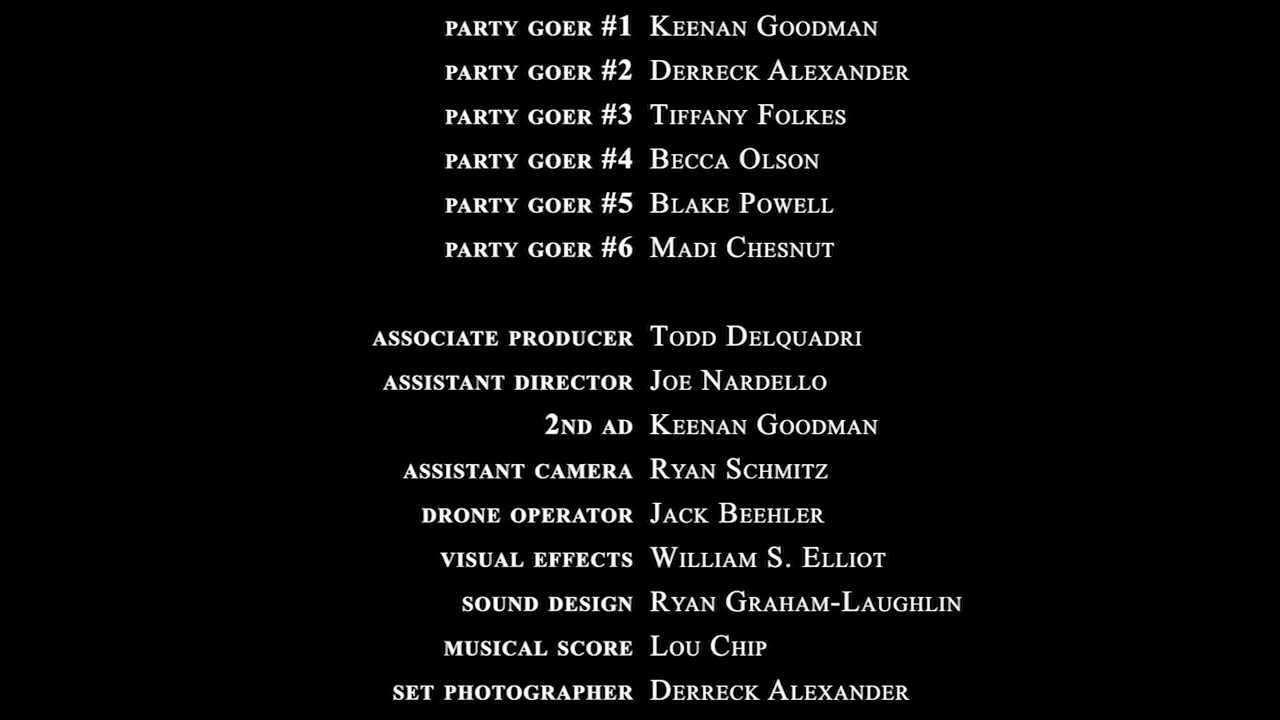 PARTY GOER #1 KEENAN GOODMAN
PARTY GOER #2 DERRECK ALEXANDER
PARTY GOER #3 TIFFANY FOLKES
PARTY GOER #4 BECCA OLSON
PARTY GOER #5 BLAKE POWELL
PARTY GOER #6 MADI CHESNUT
ASSOCIATE PRODUCER TODD DELQUADRI
ASSISTANT DIRECTOR JOE NARDELLO
2ND AD KEENAN GOODMAN
ASSISTANT CAMERA RYAN SCHMITZ
DRONE OPERATOR JACK BEEHLER
VISUAL EFFECTS WILLIAM S. ELLIOT
SOUND DESIGN RYAN GRAHAM-LAUGHLIN
MUSICAL SCORE LOU CHIP
SET PHOTOGRAPHER DERRECK ALEXANDER